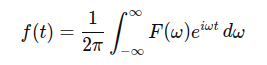 f(t) = \frac{1}{2\pi} \int_{-\infty}^{\infty} F(\omega) e^{i\omega t} \, d\omega